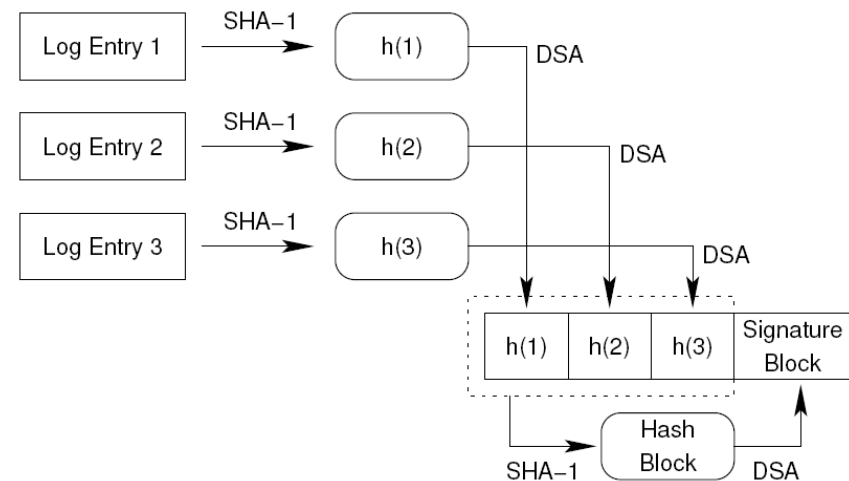 Log Entry 1
SHA–1
h(1)
DSA
Log Entry 2
SHA–1
h(2)
DSA
Log Entry 3
SHA–1
h(3)
DSA
h(1)
h(2)
h(3)
Signature
Block
SHA–1
Hash
Block
DSA